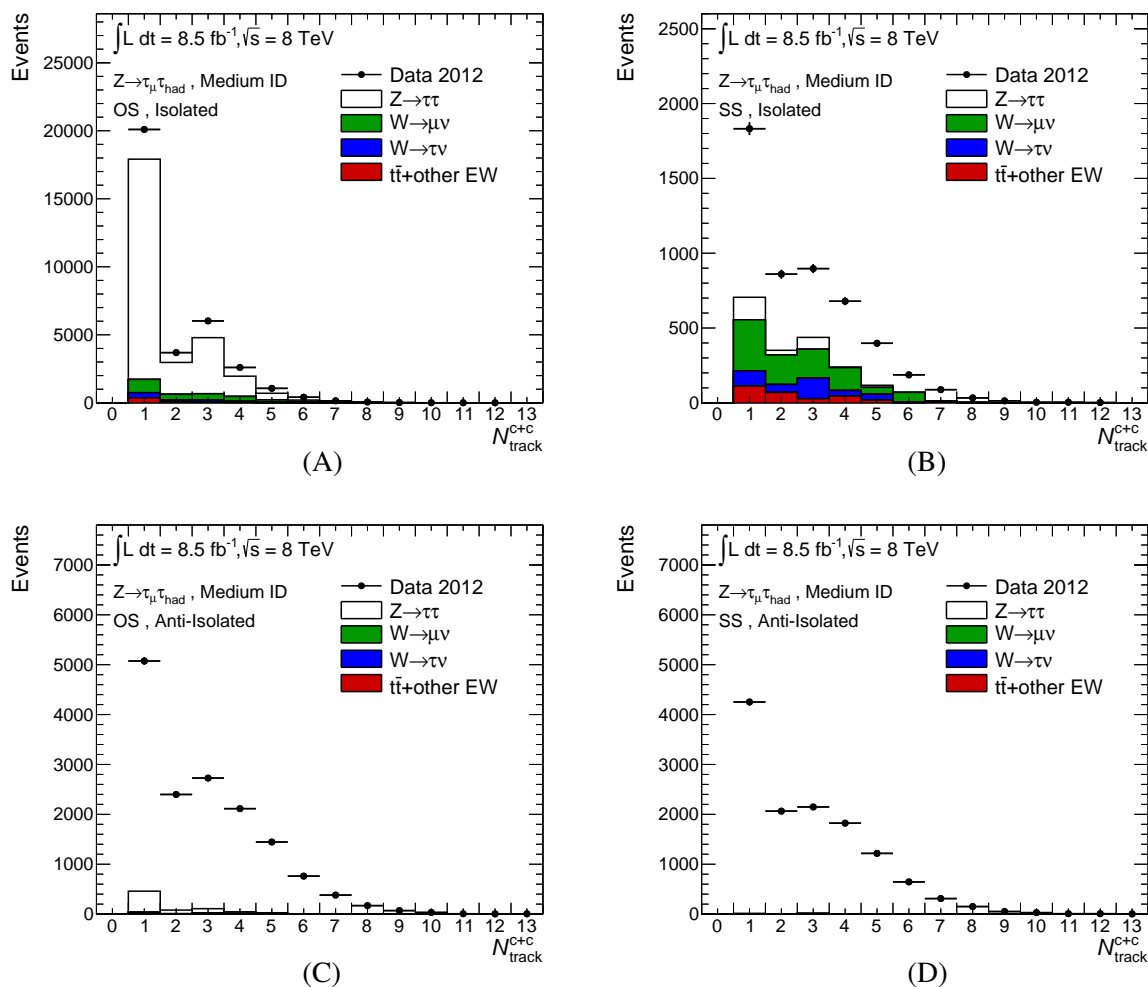 Events
25000
20000
15000
10000
5000
0
∫L dt = 8.5 fb⁻¹,√s = 8 TeV
Z→τ_μτ_had , Medium ID
OS , Isolated
Data 2012
Z→ττ
W→μν
W→τν
tt̄+other EW
0 1 2 3 4 5 6 7 8 9 10 11 12 13
N_track^c+c
(A)
Events
2500
2000
1500
1000
500
0
∫L dt = 8.5 fb⁻¹,√s = 8 TeV
Z→τ_μτ_had , Medium ID
SS , Isolated
Data 2012
Z→ττ
W→μν
W→τν
tt̄+other EW
0 1 2 3 4 5 6 7 8 9 10 11 12 13
N_track^c+c
(B)
Events
7000
6000
5000
4000
3000
2000
1000
0
∫L dt = 8.5 fb⁻¹,√s = 8 TeV
Z→τ_μτ_had , Medium ID
OS , Anti-Isolated
Data 2012
Z→ττ
W→μν
W→τν
tt̄+other EW
0 1 2 3 4 5 6 7 8 9 10 11 12 13
N_track^c+c
(C)
Events
7000
6000
5000
4000
3000
2000
1000
0
∫L dt = 8.5 fb⁻¹,√s = 8 TeV
Z→τ_μτ_had , Medium ID
SS , Anti-Isolated
Data 2012
Z→ττ
W→μν
W→τν
tt̄+other EW
0 1 2 3 4 5 6 7 8 9 10 11 12 13
N_track^c+c
(D)